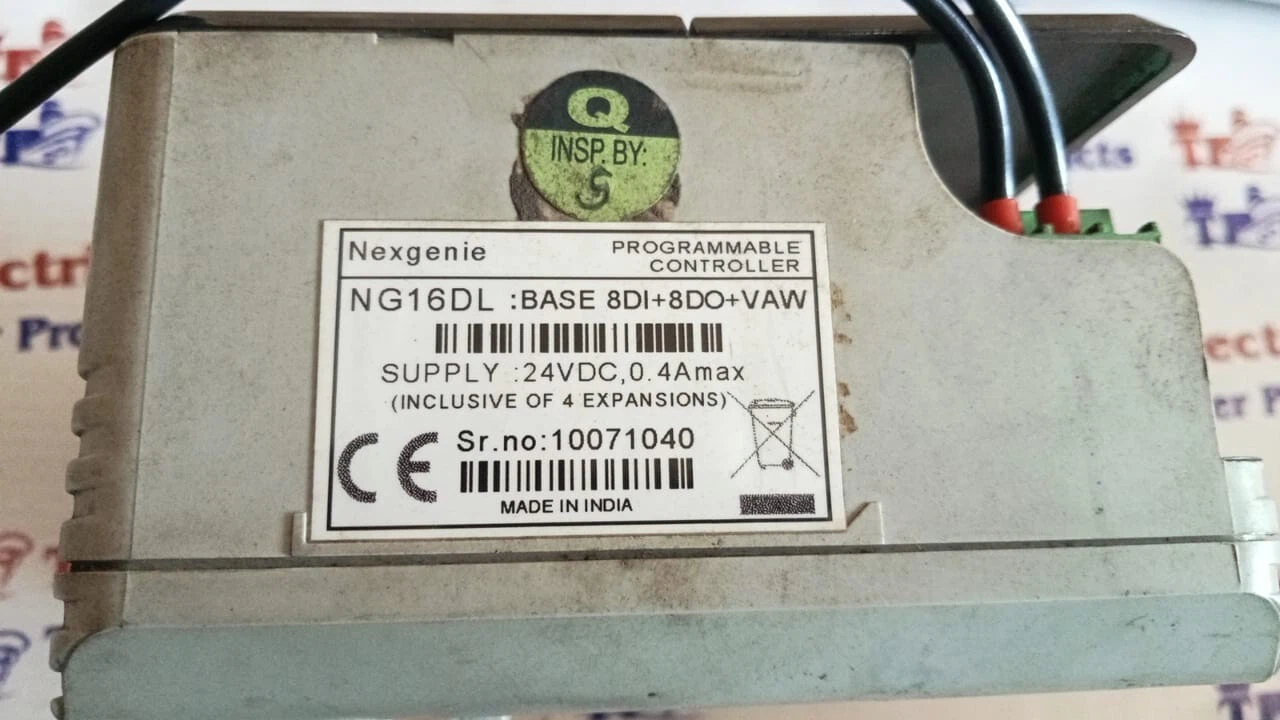 Q
INSP. BY:
Nexgenie
PROGRAMMABLE
CONTROLLER
NG16DL :BASE 8DI+8DO+VAW
SUPPLY :24VDC,0.4Amax
(INCLUSIVE OF 4 EXPANSIONS)
CE
Sr.no:10071040
MADE IN INDIA